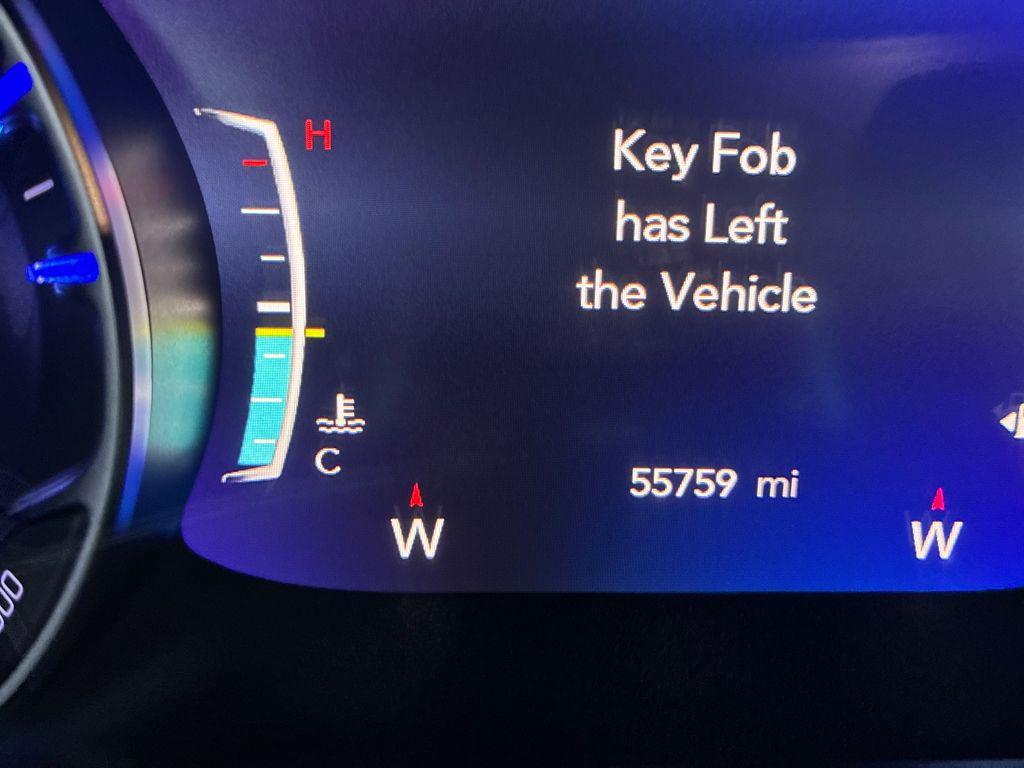 H
Key Fob
has Left
the Vehicle
C
55759 mi
W
W